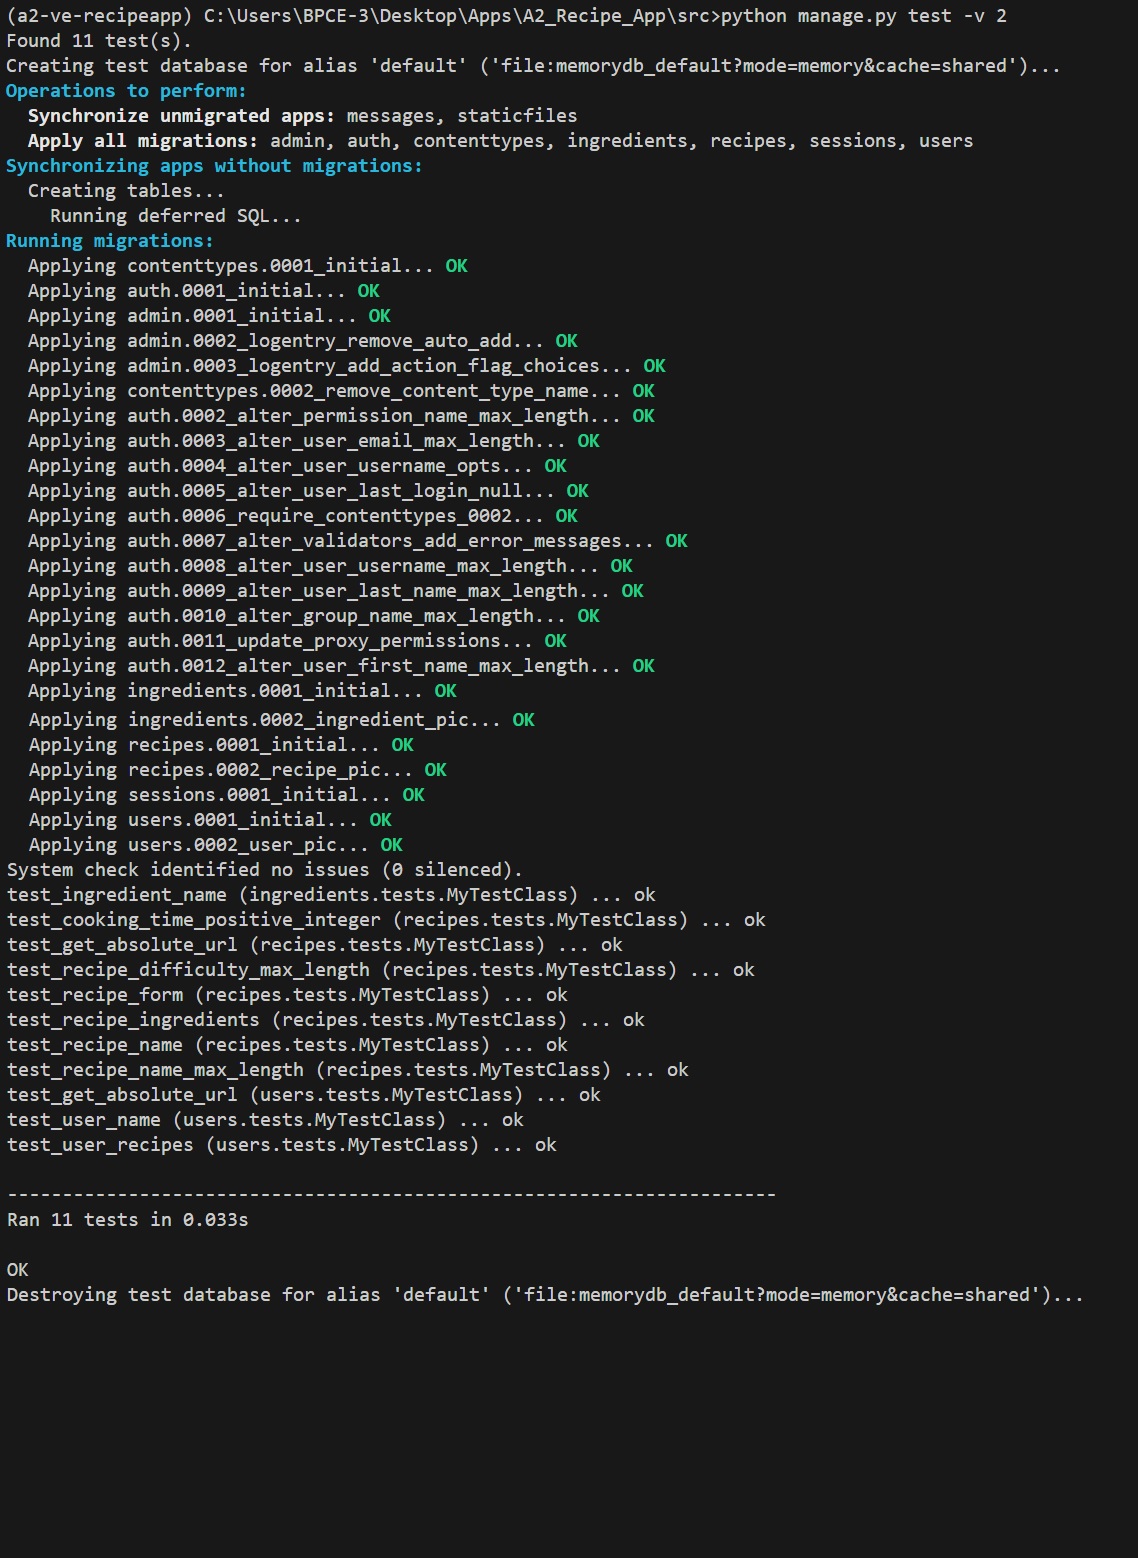 (a2-ve-recipeapp) C:\Users\BPCE-3\Desktop\Apps\A2_Recipe_App\src>python manage.py test -v 2
Found 11 test(s).
Creating test database for alias 'default' ('file:memorydb_default?mode=memory&cache=shared')...
Operations to perform:
  Synchronize unmigrated apps: messages, staticfiles
  Apply all migrations: admin, auth, contenttypes, ingredients, recipes, sessions, users
Synchronizing apps without migrations:
  Creating tables...
    Running deferred SQL...
Running migrations:
  Applying contenttypes.0001_initial... OK
  Applying auth.0001_initial... OK
  Applying admin.0001_initial... OK
  Applying admin.0002_logentry_remove_auto_add... OK
  Applying admin.0003_logentry_add_action_flag_choices... OK
  Applying contenttypes.0002_remove_content_type_name... OK
  Applying auth.0002_alter_permission_name_max_length... OK
  Applying auth.0003_alter_user_email_max_length... OK
  Applying auth.0004_alter_user_username_opts... OK
  Applying auth.0005_alter_user_last_login_null... OK
  Applying auth.0006_require_contenttypes_0002... OK
  Applying auth.0007_alter_validators_add_error_messages... OK
  Applying auth.0008_alter_user_username_max_length... OK
  Applying auth.0009_alter_user_last_name_max_length... OK
  Applying auth.0010_alter_group_name_max_length... OK
  Applying auth.0011_update_proxy_permissions... OK
  Applying auth.0012_alter_user_first_name_max_length... OK
  Applying ingredients.0001_initial... OK
  Applying ingredients.0002_ingredient_pic... OK
  Applying recipes.0001_initial... OK
  Applying recipes.0002_recipe_pic... OK
  Applying sessions.0001_initial... OK
  Applying users.0001_initial... OK
  Applying users.0002_user_pic... OK
System check identified no issues (0 silenced).
test_ingredient_name (ingredients.tests.MyTestClass) ... ok
test_cooking_time_positive_integer (recipes.tests.MyTestClass) ... ok
test_get_absolute_url (recipes.tests.MyTestClass) ... ok
test_recipe_difficulty_max_length (recipes.tests.MyTestClass) ... ok
test_recipe_form (recipes.tests.MyTestClass) ... ok
test_recipe_ingredients (recipes.tests.MyTestClass) ... ok
test_recipe_name (recipes.tests.MyTestClass) ... ok
test_recipe_name_max_length (recipes.tests.MyTestClass) ... ok
test_get_absolute_url (users.tests.MyTestClass) ... ok
test_user_name (users.tests.MyTestClass) ... ok
test_user_recipes (users.tests.MyTestClass) ... ok
----------------------------------------------------------------------
Ran 11 tests in 0.033s
OK
Destroying test database for alias 'default' ('file:memorydb_default?mode=memory&cache=shared')...